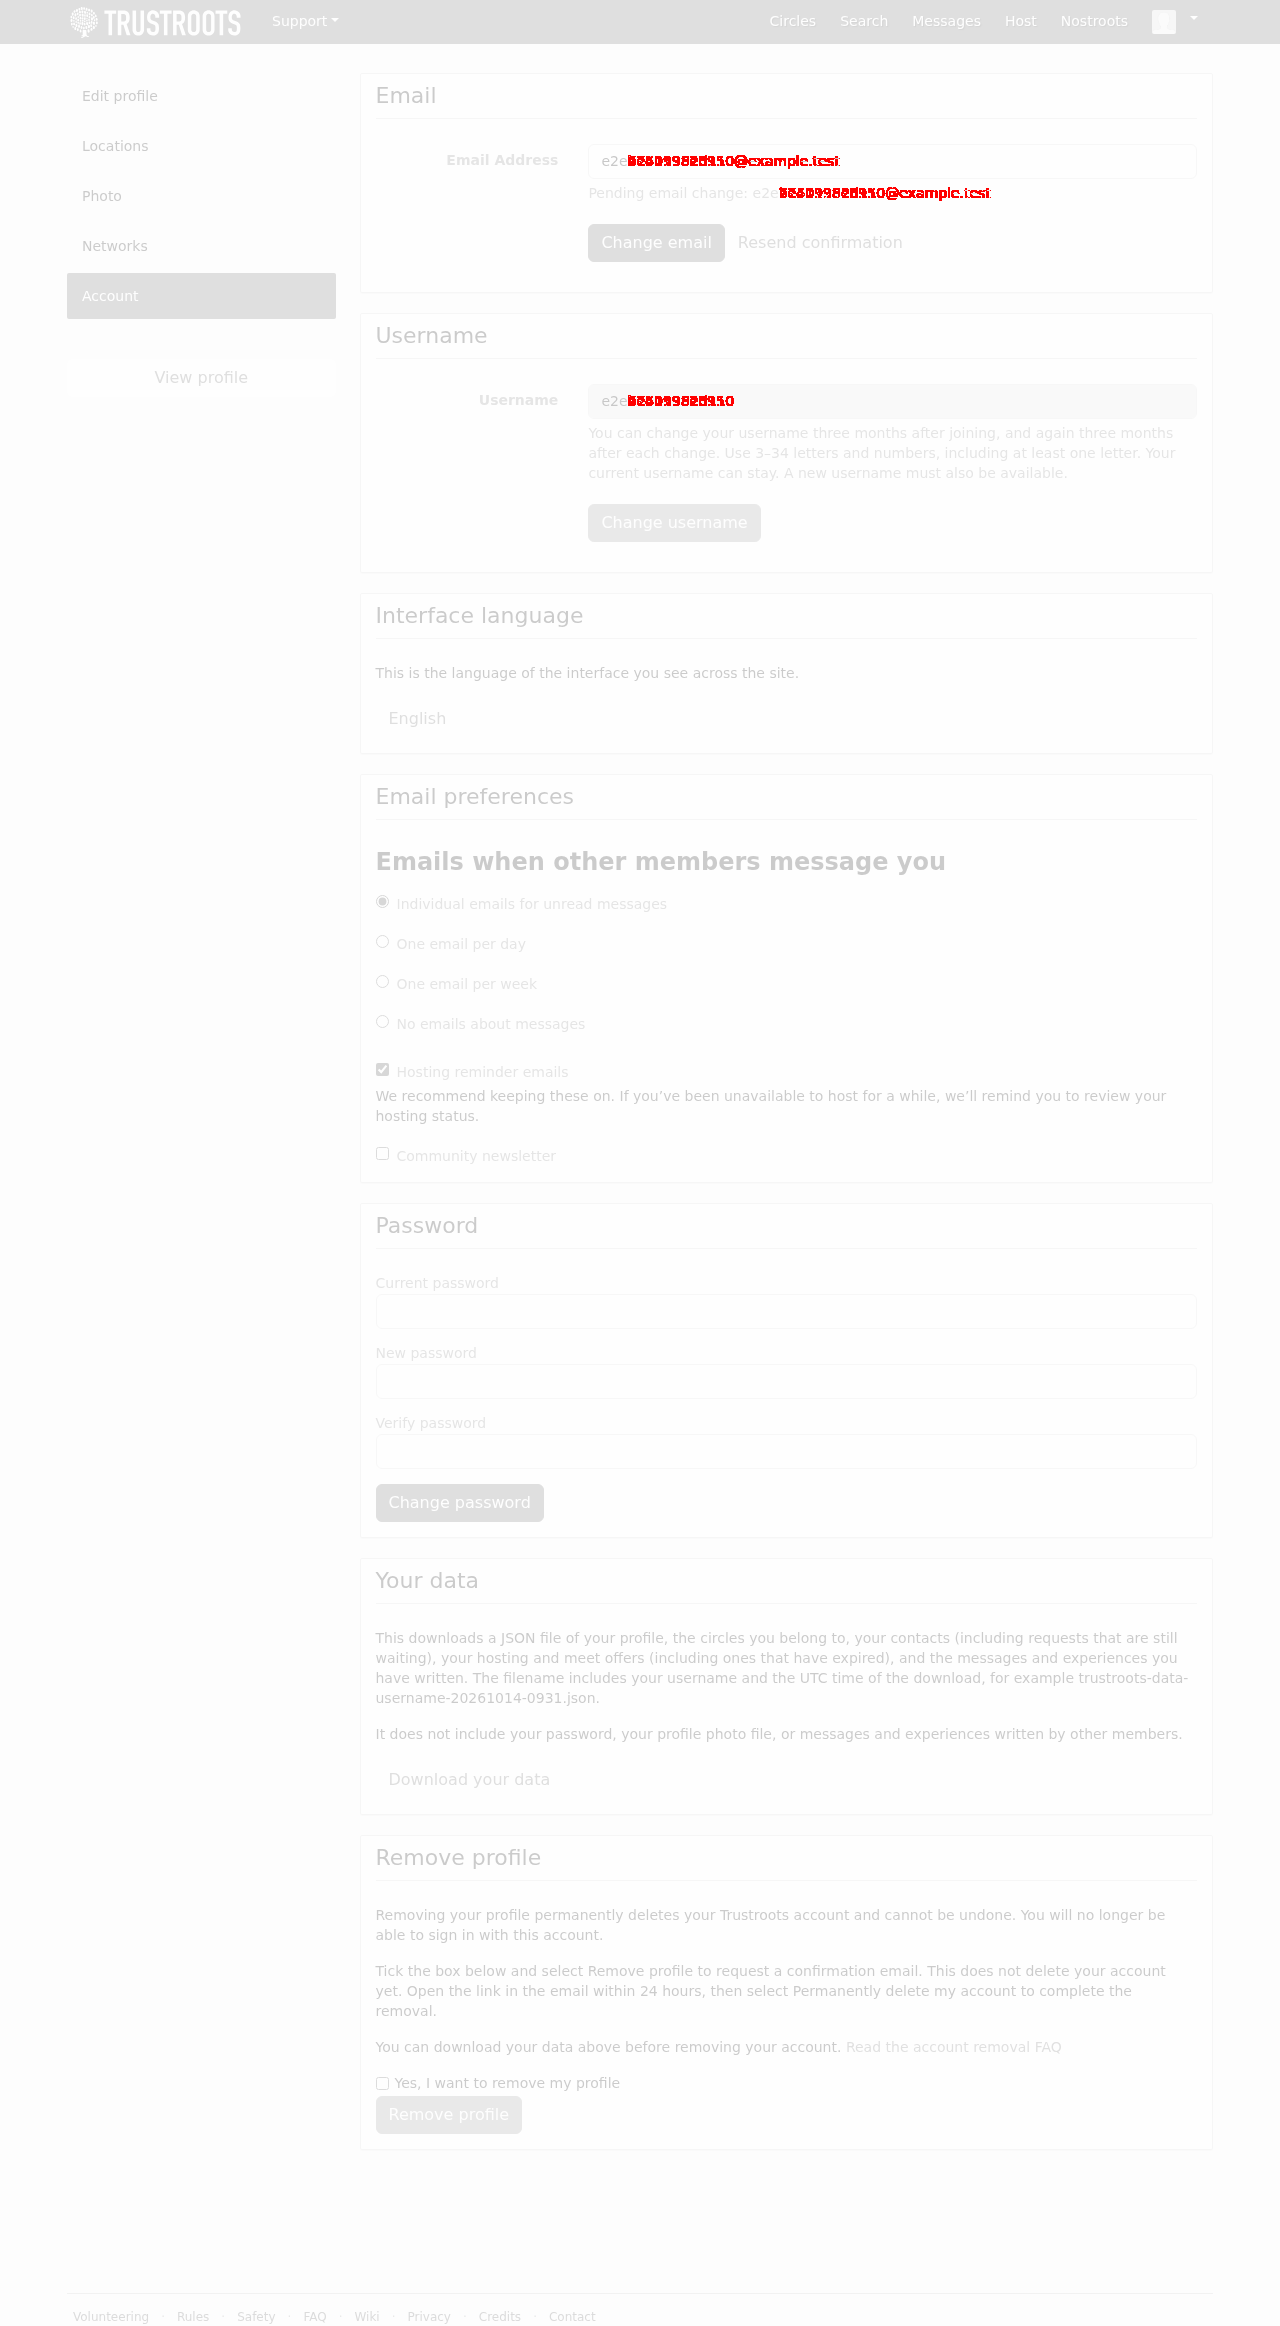 TRUSTROOTS Support Circles Search Messages Host Nostroots
Edit profile
Locations
Photo
Networks
Account
View profile
Email
Email Address
Pending email change:
Change email Resend confirmation
Username
Username
You can change your username three months after joining, and again three months
after each change. Use 3–34 letters and numbers, including at least one letter. Your
current username can stay. A new username must also be available.
Change username
Interface language
This is the language of the interface you see across the site.
English
Email preferences
Emails when other members message you
Individual emails for unread messages
One email per day
One email per week
No emails about messages
Hosting reminder emails
We recommend keeping these on. If you’ve been unavailable to host for a while, we’ll remind you to review your
hosting status.
Community newsletter
Password
Current password
New password
Verify password
Change password
Your data
This downloads a JSON file of your profile, the circles you belong to, your contacts (including requests that are still
waiting), your hosting and meet offers (including ones that have expired), and the messages and experiences you
have written. The filename includes your username and the UTC time of the download, for example trustroots-data-
username-20261014-0931.json.
It does not include your password, your profile photo file, or messages and experiences written by other members.
Download your data
Remove profile
Removing your profile permanently deletes your Trustroots account and cannot be undone. You will no longer be
able to sign in with this account.
Tick the box below and select Remove profile to request a confirmation email. This does not delete your account
yet. Open the link in the email within 24 hours, then select Permanently delete my account to complete the
removal.
You can download your data above before removing your account. Read the account removal FAQ
Yes, I want to remove my profile
Remove profile
Volunteering · Rules · Safety · FAQ · Wiki · Privacy · Credits · Contact